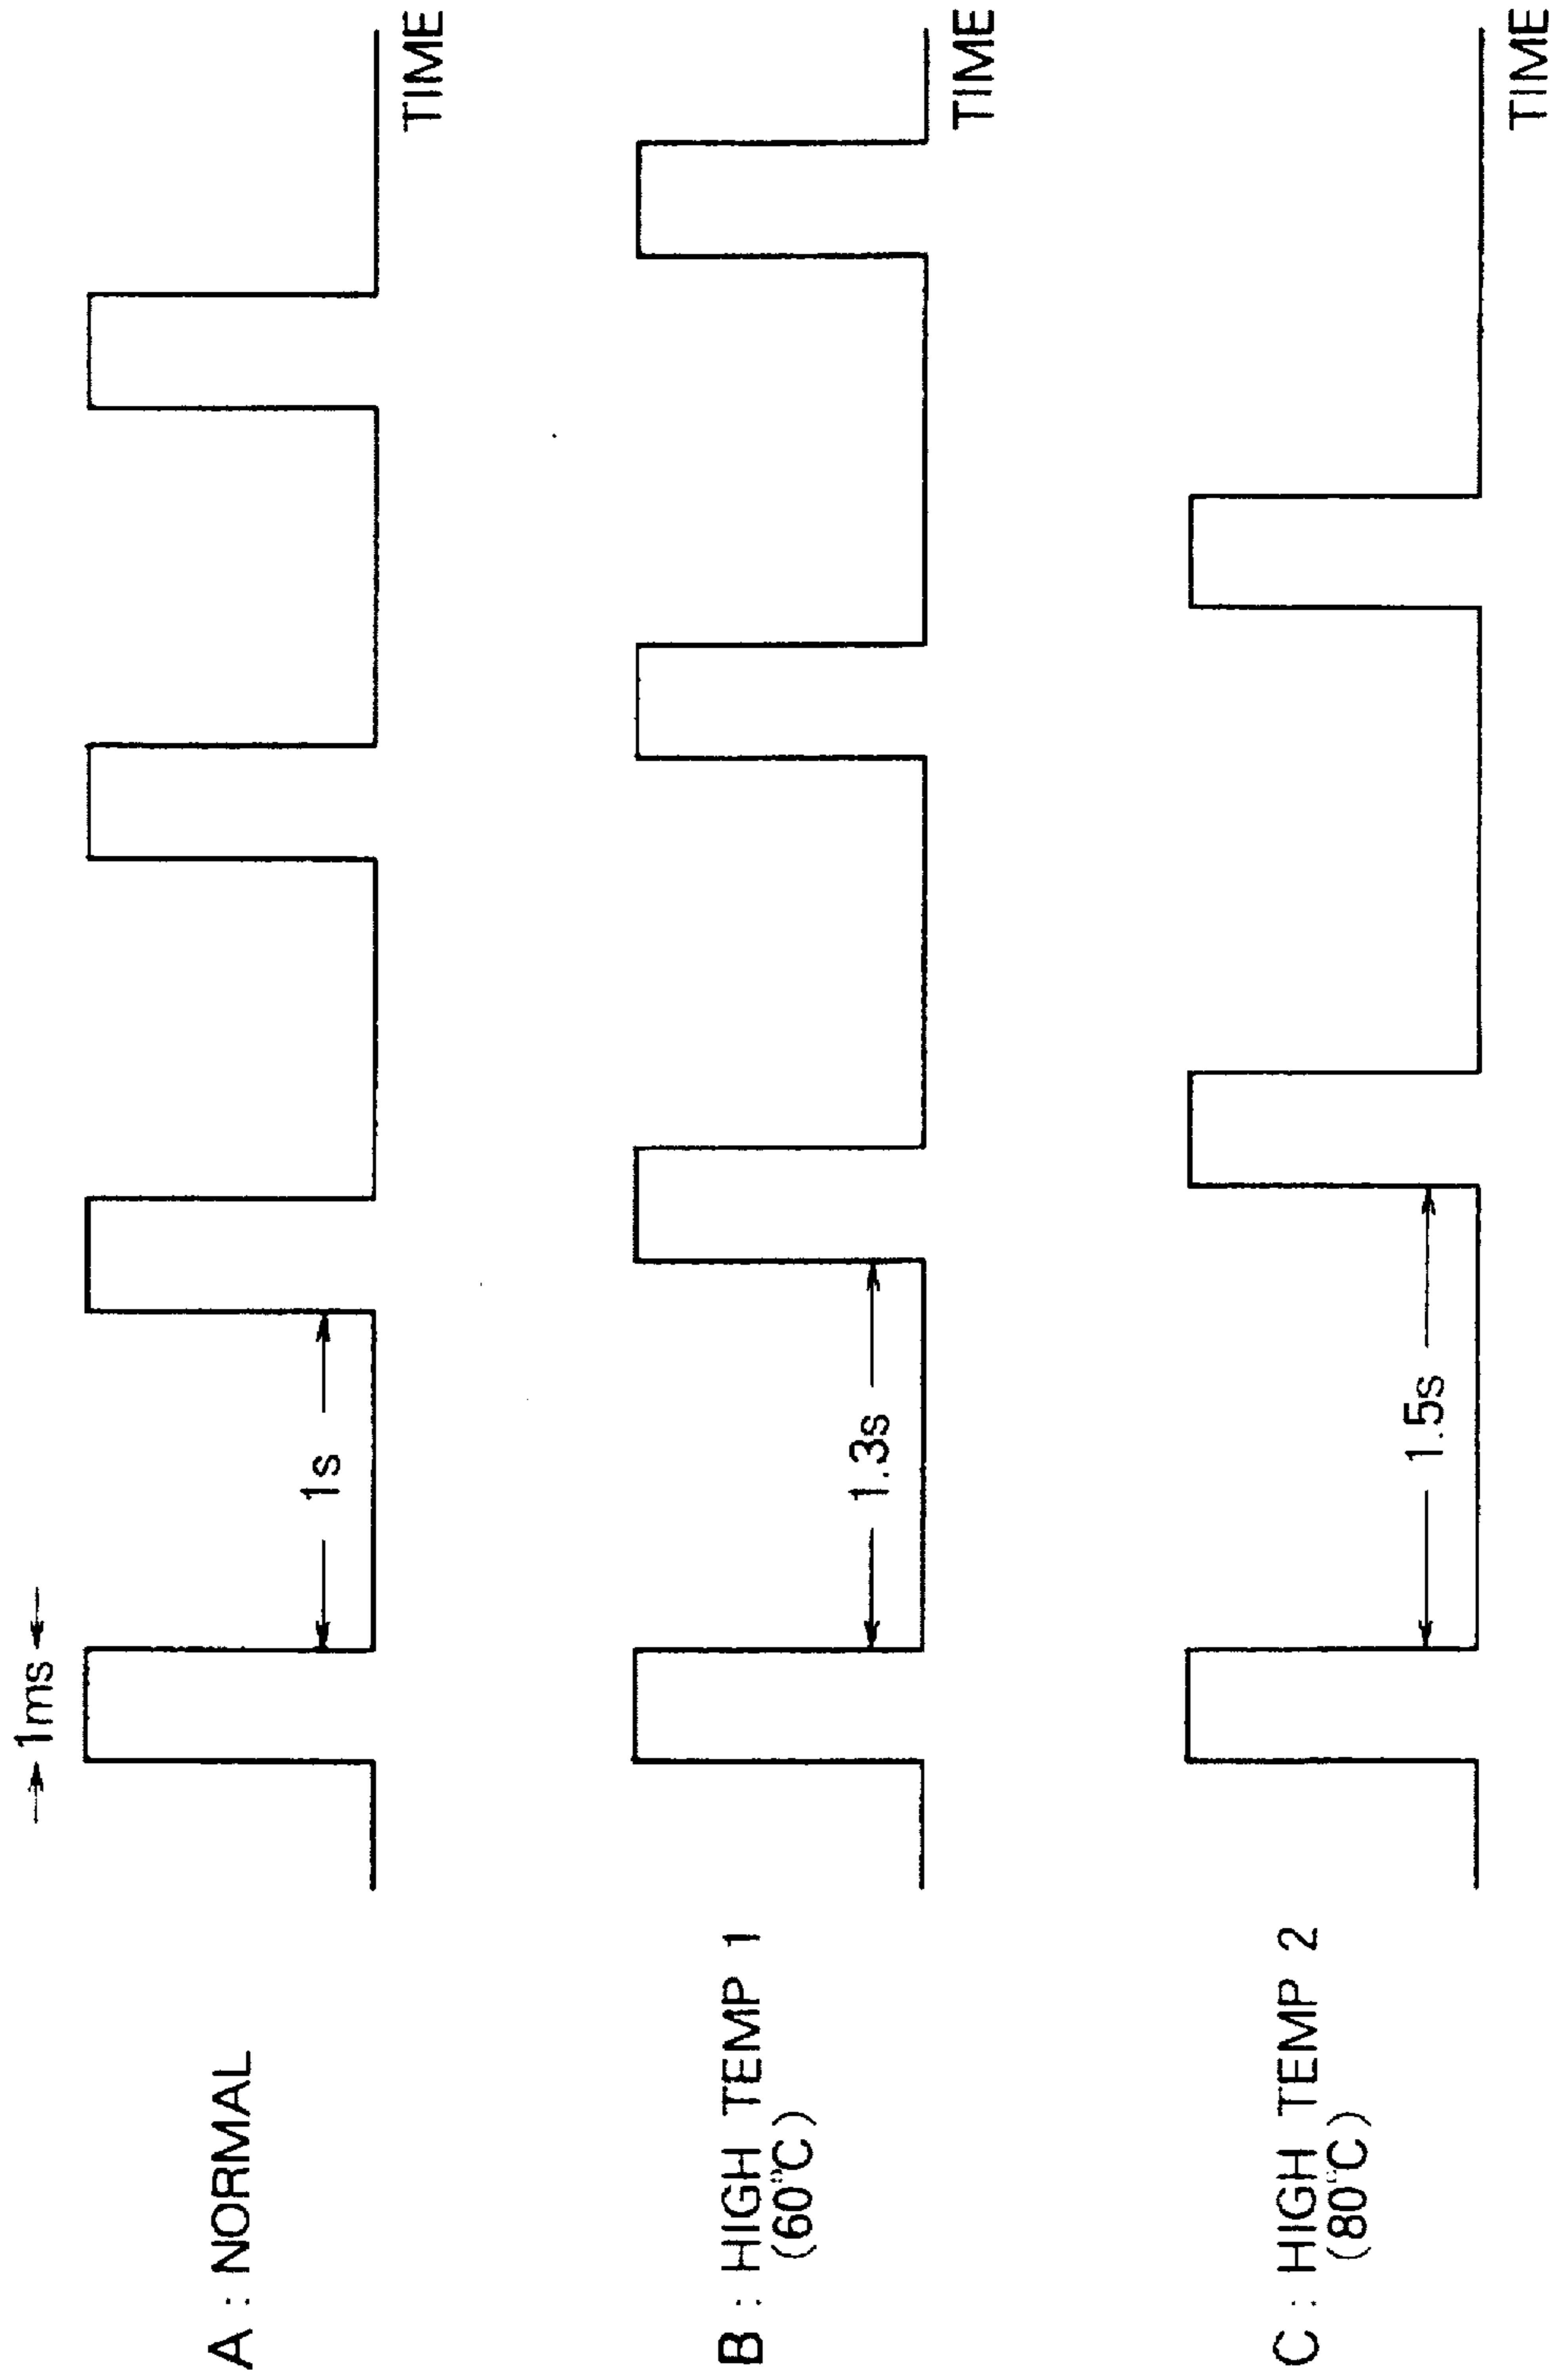 1ms
1s
TIME
A : NORMAL
1.3s
TIME
B : HIGH TEMP 1
(60°C)
1.5s
TIME
C : HIGH TEMP 2
(80°C)